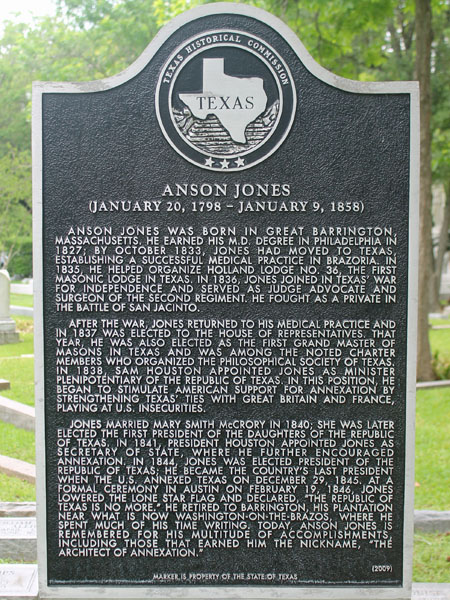 TEXAS HISTORICAL COMMISSION
TEXAS
ANSON JONES
(JANUARY 20, 1798 – JANUARY 9, 1858)
ANSON JONES WAS BORN IN GREAT BARRINGTON,
MASSACHUSETTS. HE EARNED HIS M.D. DEGREE IN PHILADELPHIA IN
1827; BY OCTOBER 1833, JONES HAD MOVED TO TEXAS,
ESTABLISHING A SUCCESSFUL MEDICAL PRACTICE IN BRAZORIA. IN
1835, HE HELPED ORGANIZE HOLLAND LODGE NO. 36, THE FIRST
MASONIC LODGE IN TEXAS. IN 1836, JONES JOINED IN TEXAS' WAR
FOR INDEPENDENCE AND SERVED AS JUDGE ADVOCATE AND
SURGEON OF THE SECOND REGIMENT. HE FOUGHT AS A PRIVATE IN
THE BATTLE OF SAN JACINTO.
AFTER THE WAR, JONES RETURNED TO HIS MEDICAL PRACTICE AND
IN 1837 WAS ELECTED TO THE HOUSE OF REPRESENTATIVES. THAT
YEAR, HE WAS ALSO ELECTED AS THE FIRST GRAND MASTER OF
MASONS IN TEXAS AND WAS AMONG THE NOTED CHARTER
MEMBERS WHO ORGANIZED THE PHILOSOPHICAL SOCIETY OF TEXAS.
IN 1838, SAM HOUSTON APPOINTED JONES AS MINISTER
PLENIPOTENTIARY OF THE REPUBLIC OF TEXAS. IN THIS POSITION, HE
BEGAN TO STIMULATE AMERICAN SUPPORT FOR ANNEXATION BY
STRENGTHENING TEXAS' TIES WITH GREAT BRITAIN AND FRANCE,
PLAYING AT U.S. INSECURITIES.
JONES MARRIED MARY SMITH McCRORY IN 1840; SHE WAS LATER
ELECTED THE FIRST PRESIDENT OF THE DAUGHTERS OF THE REPUBLIC
OF TEXAS. IN 1841, PRESIDENT HOUSTON APPOINTED JONES AS
SECRETARY OF STATE, WHERE HE FURTHER ENCOURAGED
ANNEXATION. IN 1844, JONES WAS ELECTED PRESIDENT OF THE
REPUBLIC OF TEXAS; HE BECAME THE COUNTRY'S LAST PRESIDENT
WHEN THE U.S. ANNEXED TEXAS ON DECEMBER 29, 1845. AT A
FORMAL CEREMONY IN AUSTIN ON FEBRUARY 19, 1846, JONES
LOWERED THE LONE STAR FLAG AND DECLARED, "THE REPUBLIC OF
TEXAS IS NO MORE." HE RETIRED TO BARRINGTON, HIS PLANTATION
NEAR WHAT IS NOW WASHINGTON-ON-THE-BRAZOS, WHERE HE
SPENT MUCH OF HIS TIME WRITING. TODAY, ANSON JONES IS
REMEMBERED FOR HIS MULTITUDE OF ACCOMPLISHMENTS,
INCLUDING THOSE THAT EARNED HIM THE NICKNAME, "THE
ARCHITECT OF ANNEXATION."
(2009)
MARKER IS PROPERTY OF THE STATE OF TEXAS